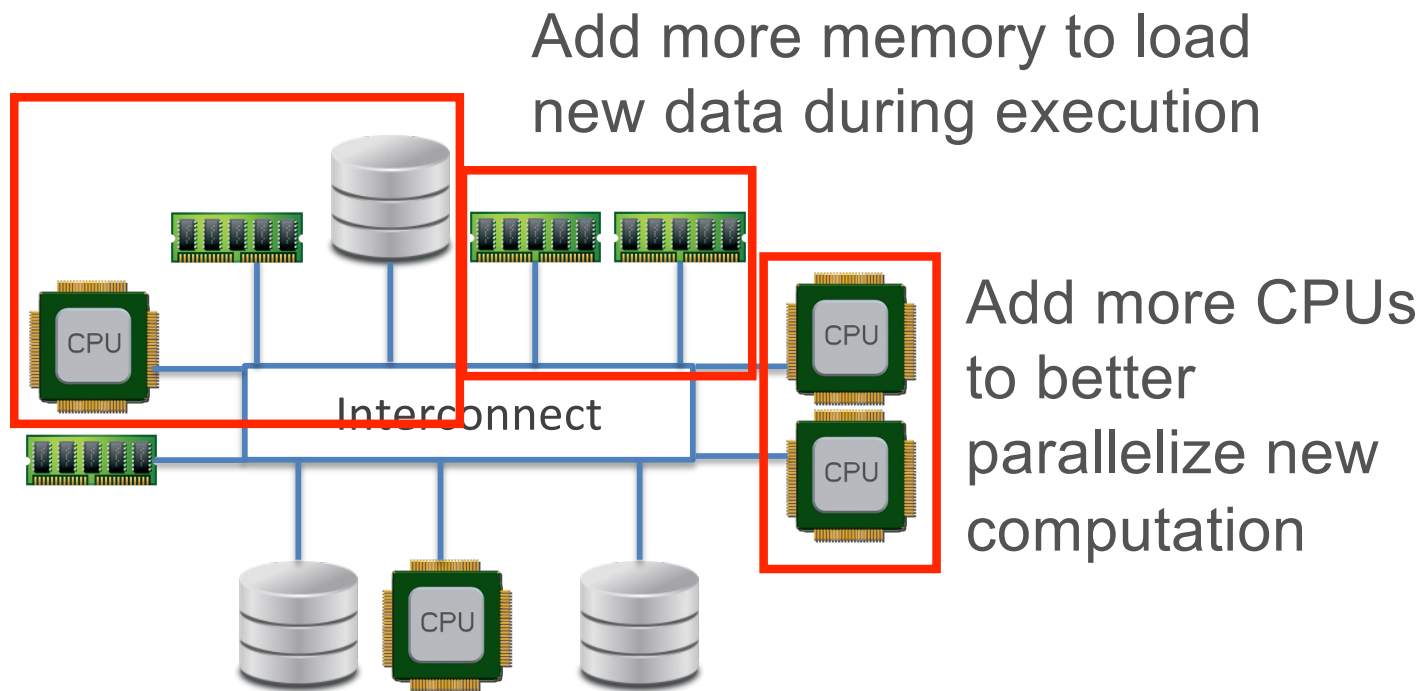 Add more memory to load
new data during execution
CPU
Interconnect
CPU
CPU
Add more CPUs
to better
parallelize new
computation
CPU